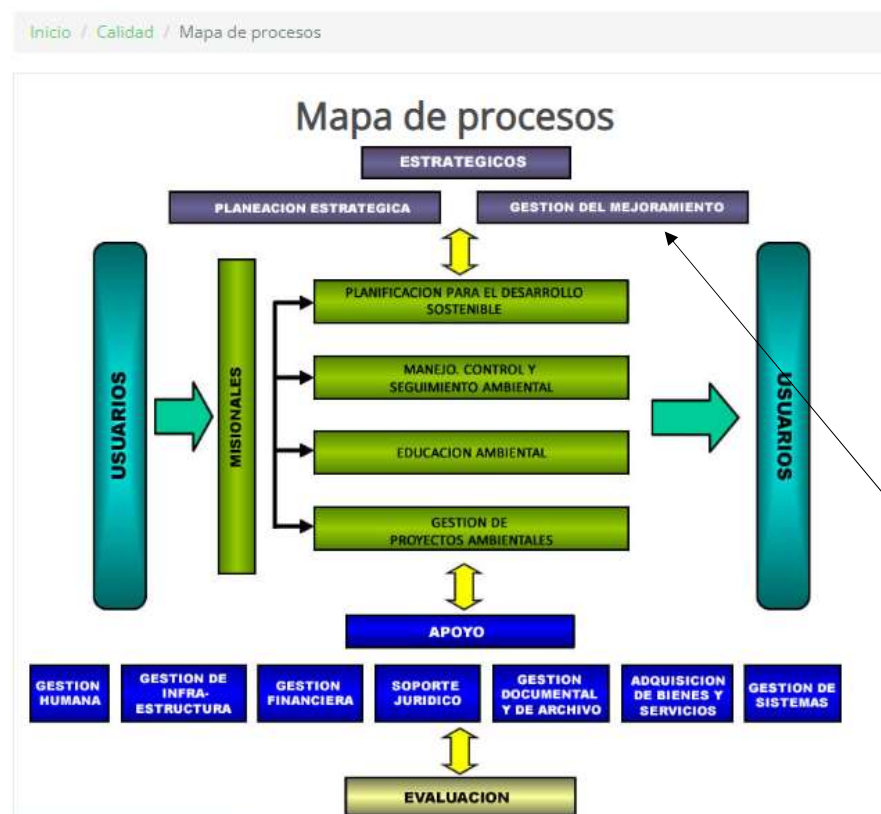 Inicio / Calidad / Mapa de procesos
Mapa de procesos
ESTRATEGICOS
PLANEACION ESTRATEGICA
GESTION DEL MEJORAMIENTO
USUARIOS
MISIONALES
PLANIFICACION PARA EL DESARROLLO
SOSTENIBLE
MANEJO. CONTROL Y
SEGUIMIENTO AMBIENTAL
EDUCACION AMBIENTAL
GESTION DE
PROYECTOS AMBIENTALES
USUARIOS
APOYO
GESTION
HUMANA
GESTION DE
INFRA-
ESTRUCTURA
GESTION
FINANCIERA
SOPORTE
JURIDICO
GESTION
DOCUMENTAL
Y DE ARCHIVO
ADQUISICION
DE BIENES Y
SERVICIOS
GESTION DE
SISTEMAS
EVALUACION